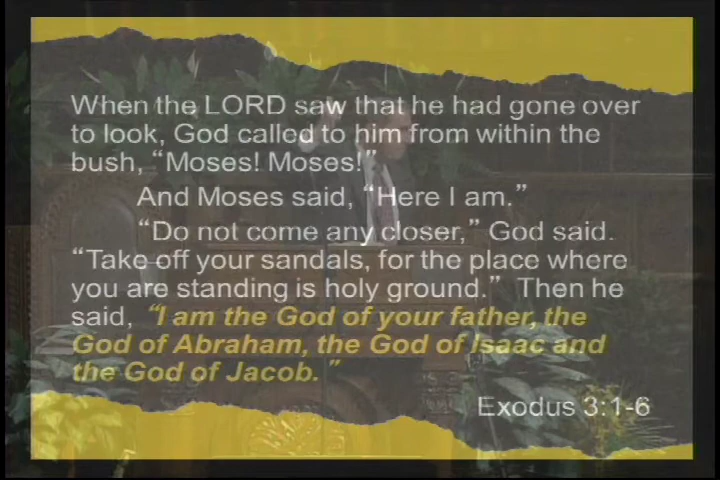 When the LORD saw that he had gone over
to look, God called to him from within the
bush, “Moses! Moses!”
And Moses said, “Here I am.”
“Do not come any closer,” God said.
“Take off your sandals, for the place where
you are standing is holy ground.” Then he
said, “I am the God of your father, the
God of Abraham, the God of Isaac and
the God of Jacob.”
Exodus 3:1-6